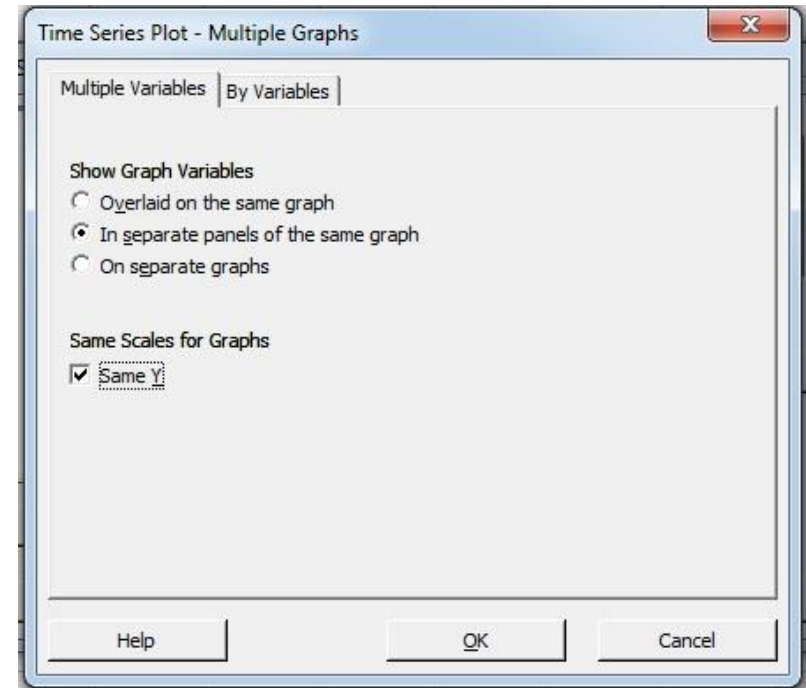 Time Series Plot - Multiple Graphs
Multiple Variables By Variables
Show Graph Variables
Overlaid on the same graph
In separate panels of the same graph
On separate graphs
Same Scales for Graphs
Same Y
Help OK Cancel